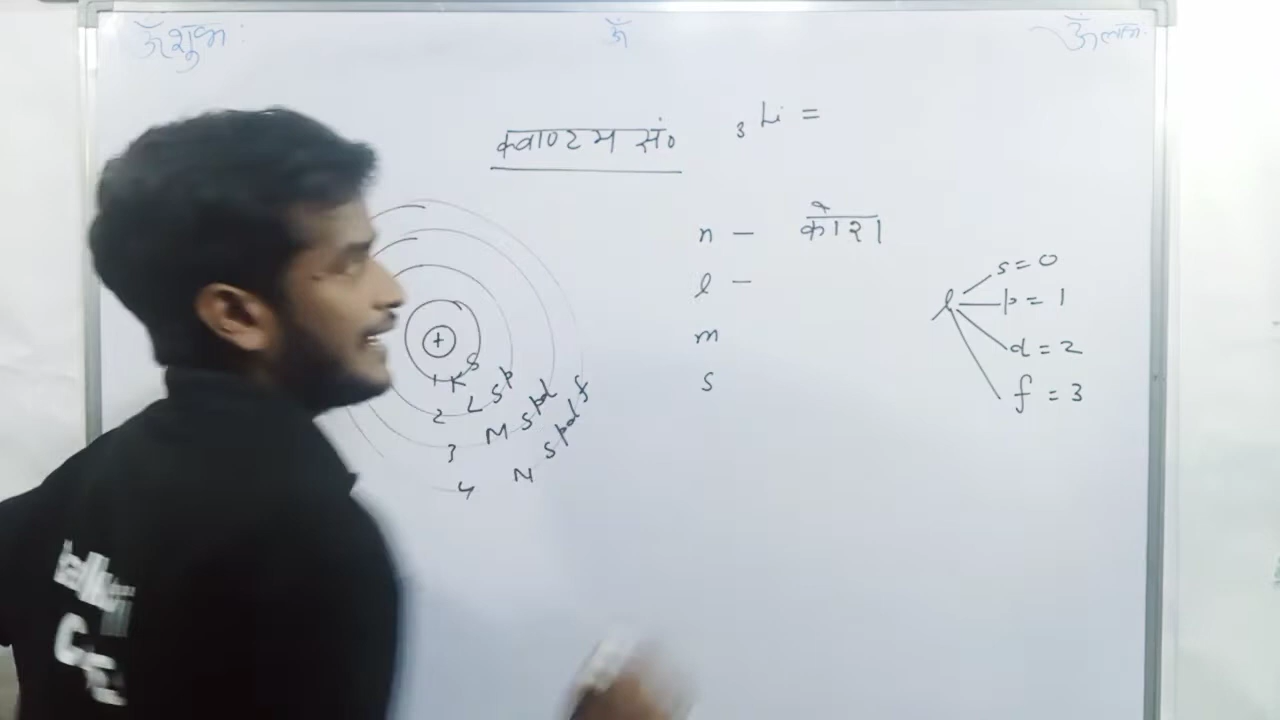 ॐ शुभः
ॐ
ॐ लाभः
क्वाण्टम सं०
₃Li =
n — कोश
l —
m
s
l
s = 0
p = 1
d = 2
f = 3
+
1 K s
2 L s p
3 M s p d
4 N s p d f